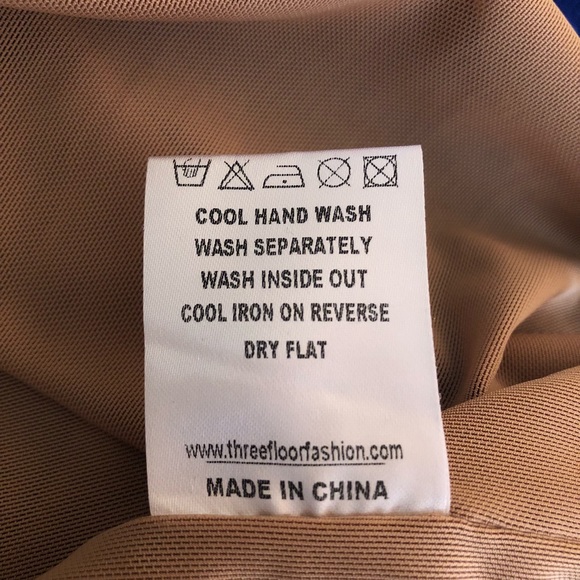 COOL HAND WASH
WASH SEPARATELY
WASH INSIDE OUT
COOL IRON ON REVERSE
DRY FLAT
www.threefloorfashion.com
MADE IN CHINA